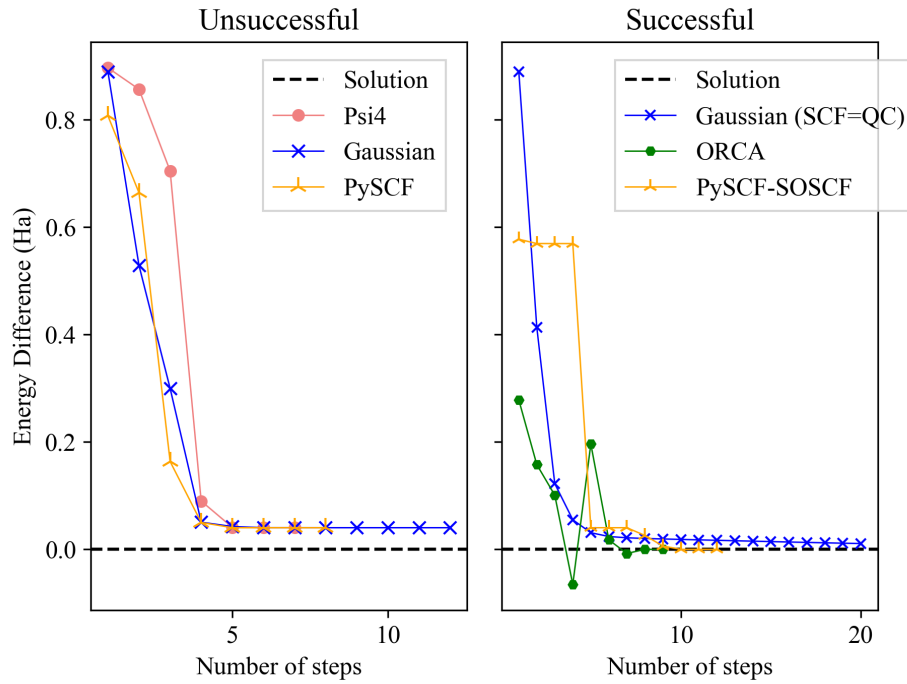 Unsuccessful
Successful
Solution
Psi4
Gaussian
PySCF
Solution
Gaussian (SCF=QC)
ORCA
PySCF-SOSCF
Energy Difference (Ha)
0.8
0.6
0.4
0.2
0.0
5
10
10
20
Number of steps
Number of steps